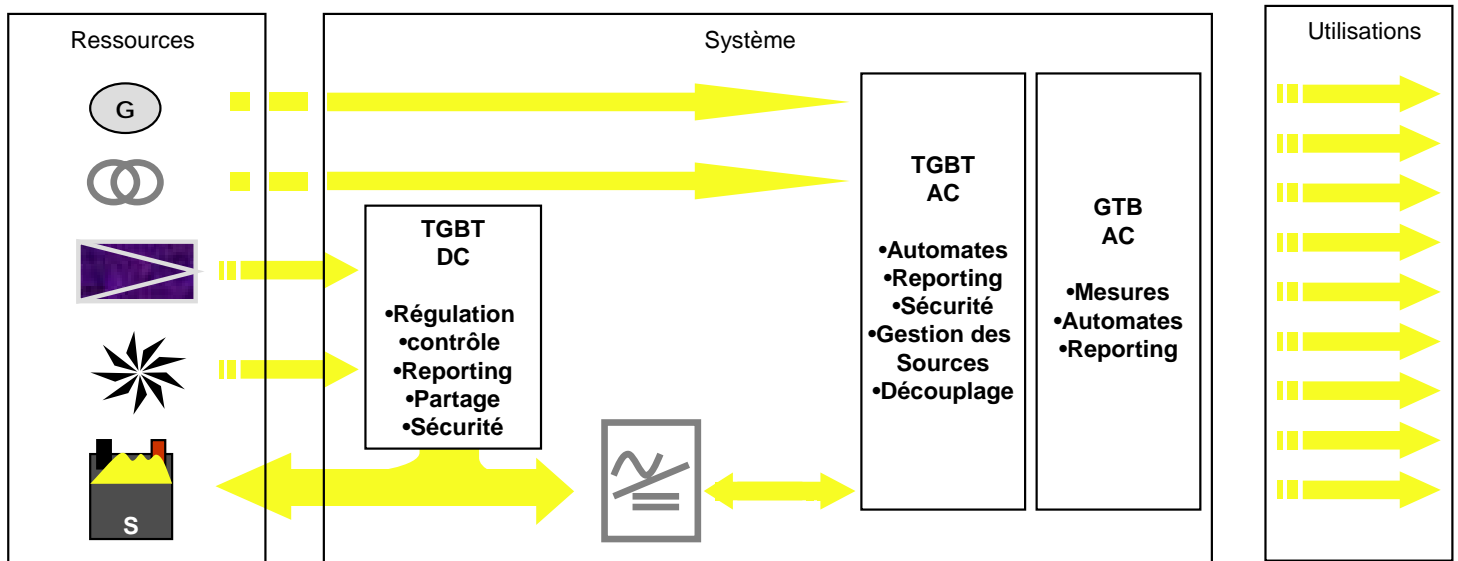 Ressources
G
S
Système
TGBT
DC
•Régulation
•contrôle
•Reporting
•Partage
•Sécurité
TGBT
AC
•Automates
•Reporting
•Sécurité
•Gestion des
Sources
•Découplage
GTB
AC
•Mesures
•Automates
•Reporting
Utilisations